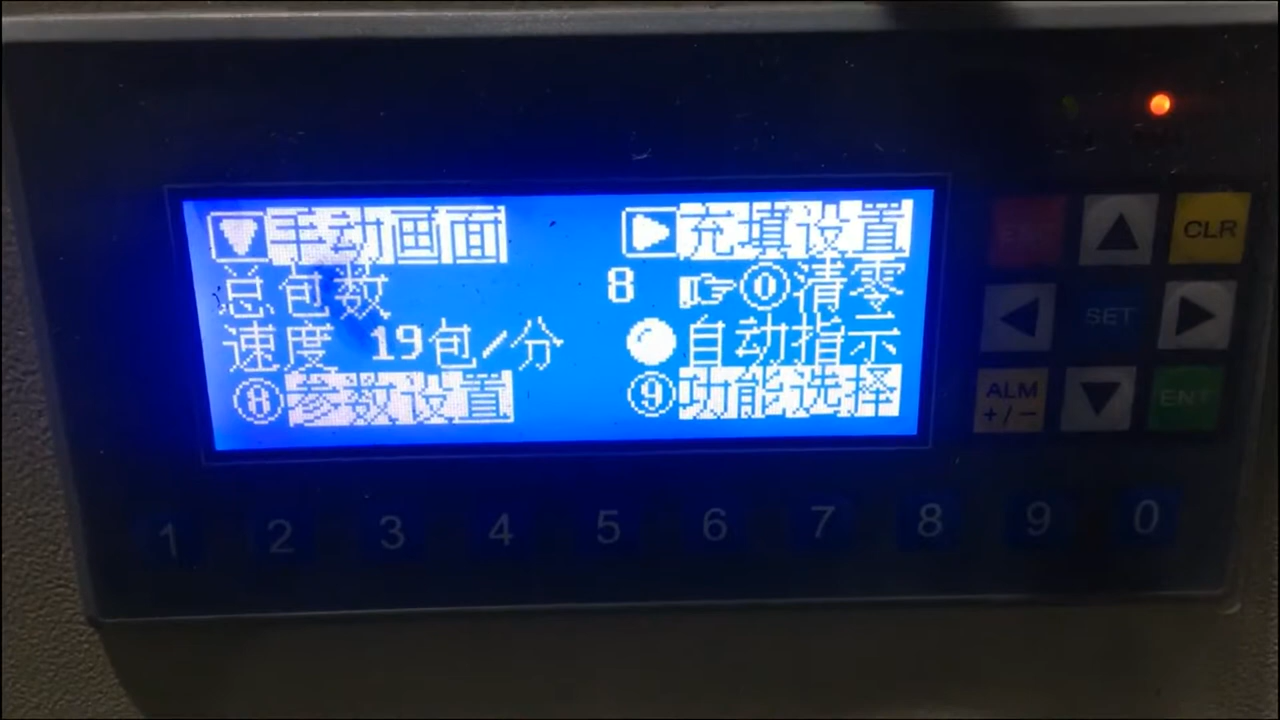 ▼手动画面 ▶充填设置
总包数 8 ☞⓪清零
速度 19包/分 ●自动指示
⑧参数设置 ⑨功能选择
CLR
SET
ALM +/− ENT
1 2 3 4 5 6 7 8 9 0